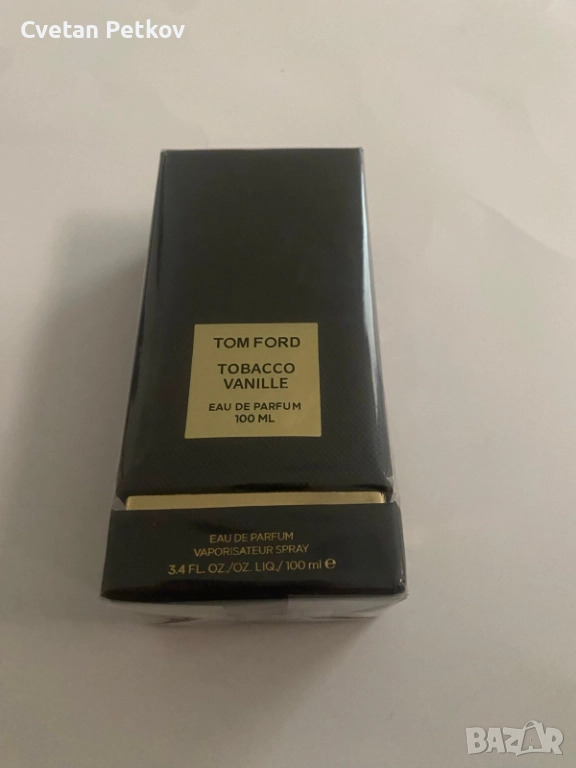 Cvetan Petkov
TOM FORD
TOBACCO
VANILLE
EAU DE PARFUM
100 ML
EAU DE PARFUM
VAPORISATEUR SPRAY
3.4 FL. OZ./OZ. LIQ./ 100 ml ℮
BAZAR